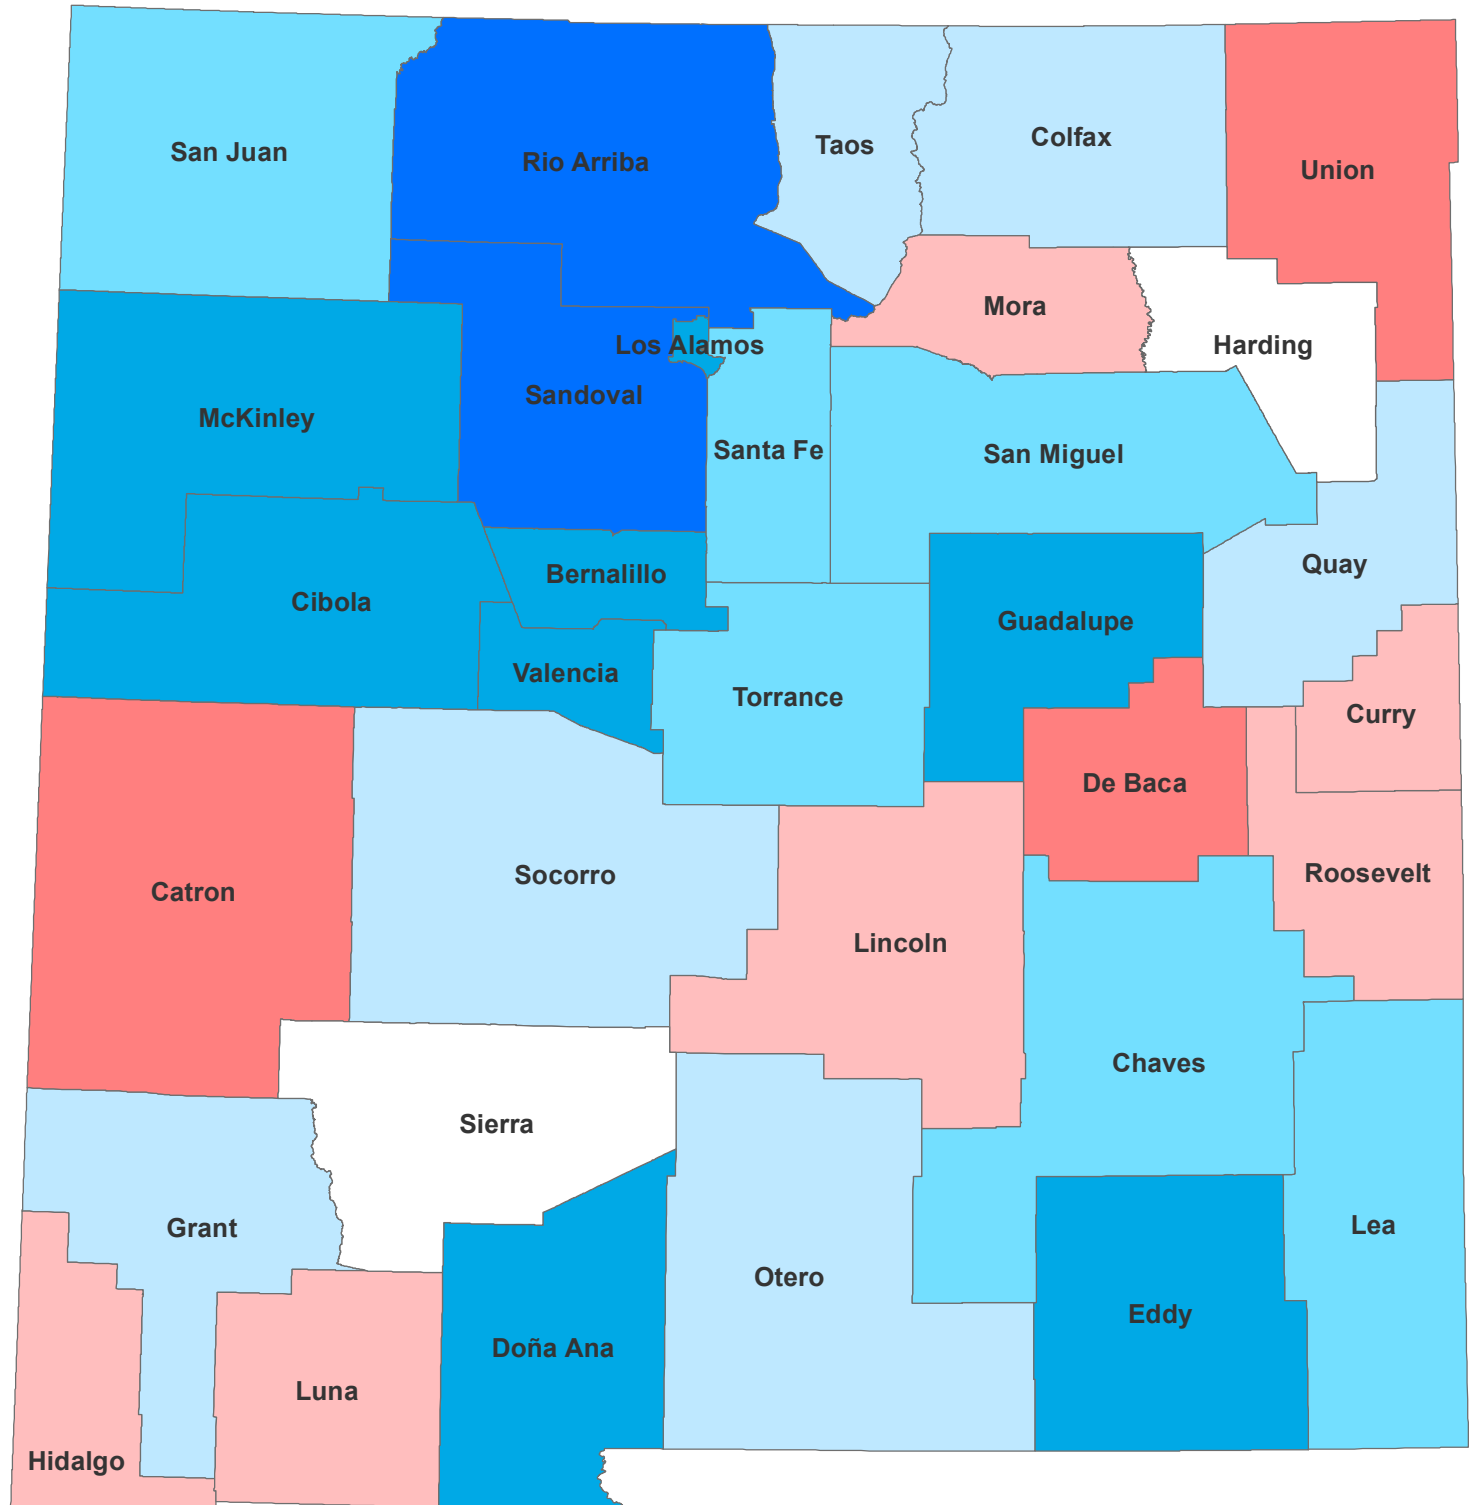 Colfax
Taos
San Juan
Rio Arriba
Union
Mora
Los Alamos
Harding
Sandoval
McKinley
Santa Fe
San Miguel
Quay
Bernalillo
Cibola
Guadalupe
Valencia
Torrance
Curry
De Baca
Roosevelt
Socorro
Catron
Lincoln
Chaves
Sierra
Grant
Lea
Otero
Eddy
Doña Ana
Luna
Hidalgo